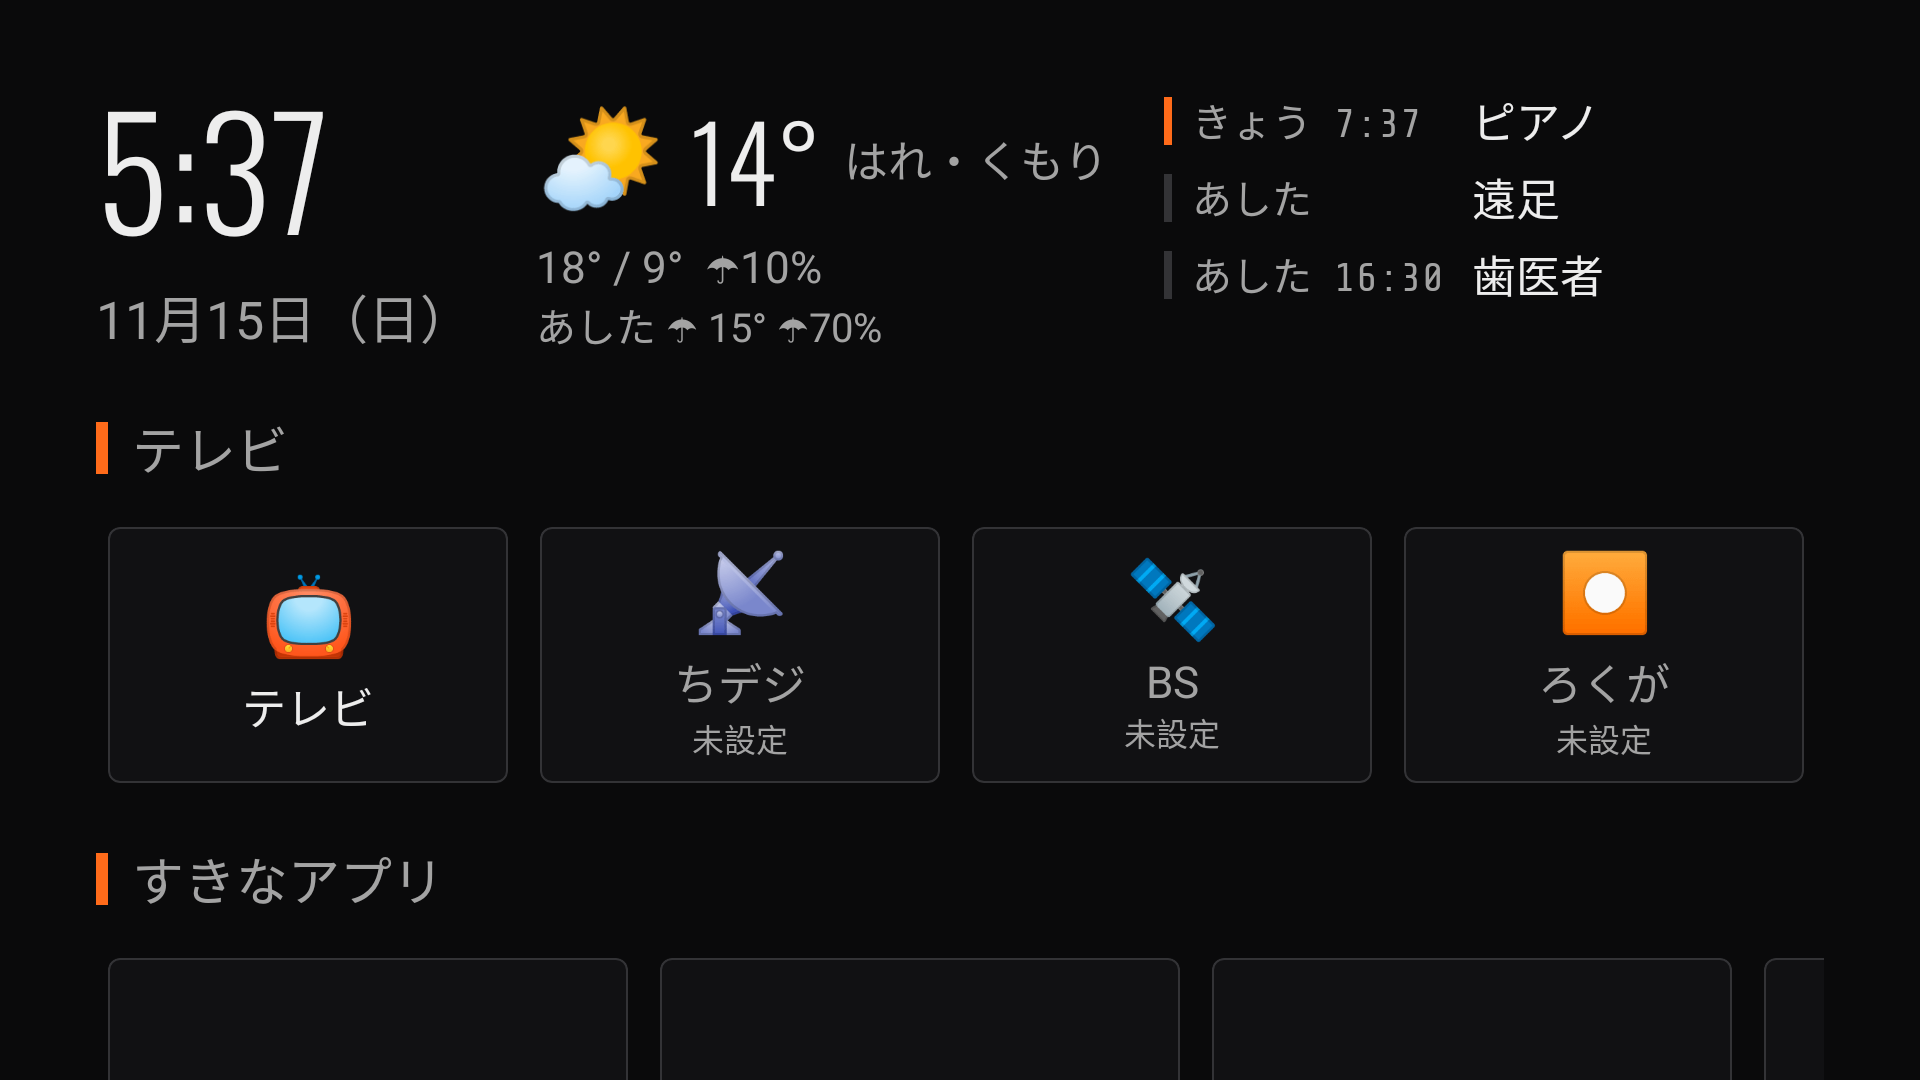 5:37
11月15日（日）
14° はれ・くもり
18° / 9° ☂10%
あした ☂ 15° ☂70%
きょう 7:37 ピアノ
あした 遠足
あした 16:30 歯医者
テレビ
テレビ
ちデジ
未設定
BS
未設定
ろくが
未設定
すきなアプリ